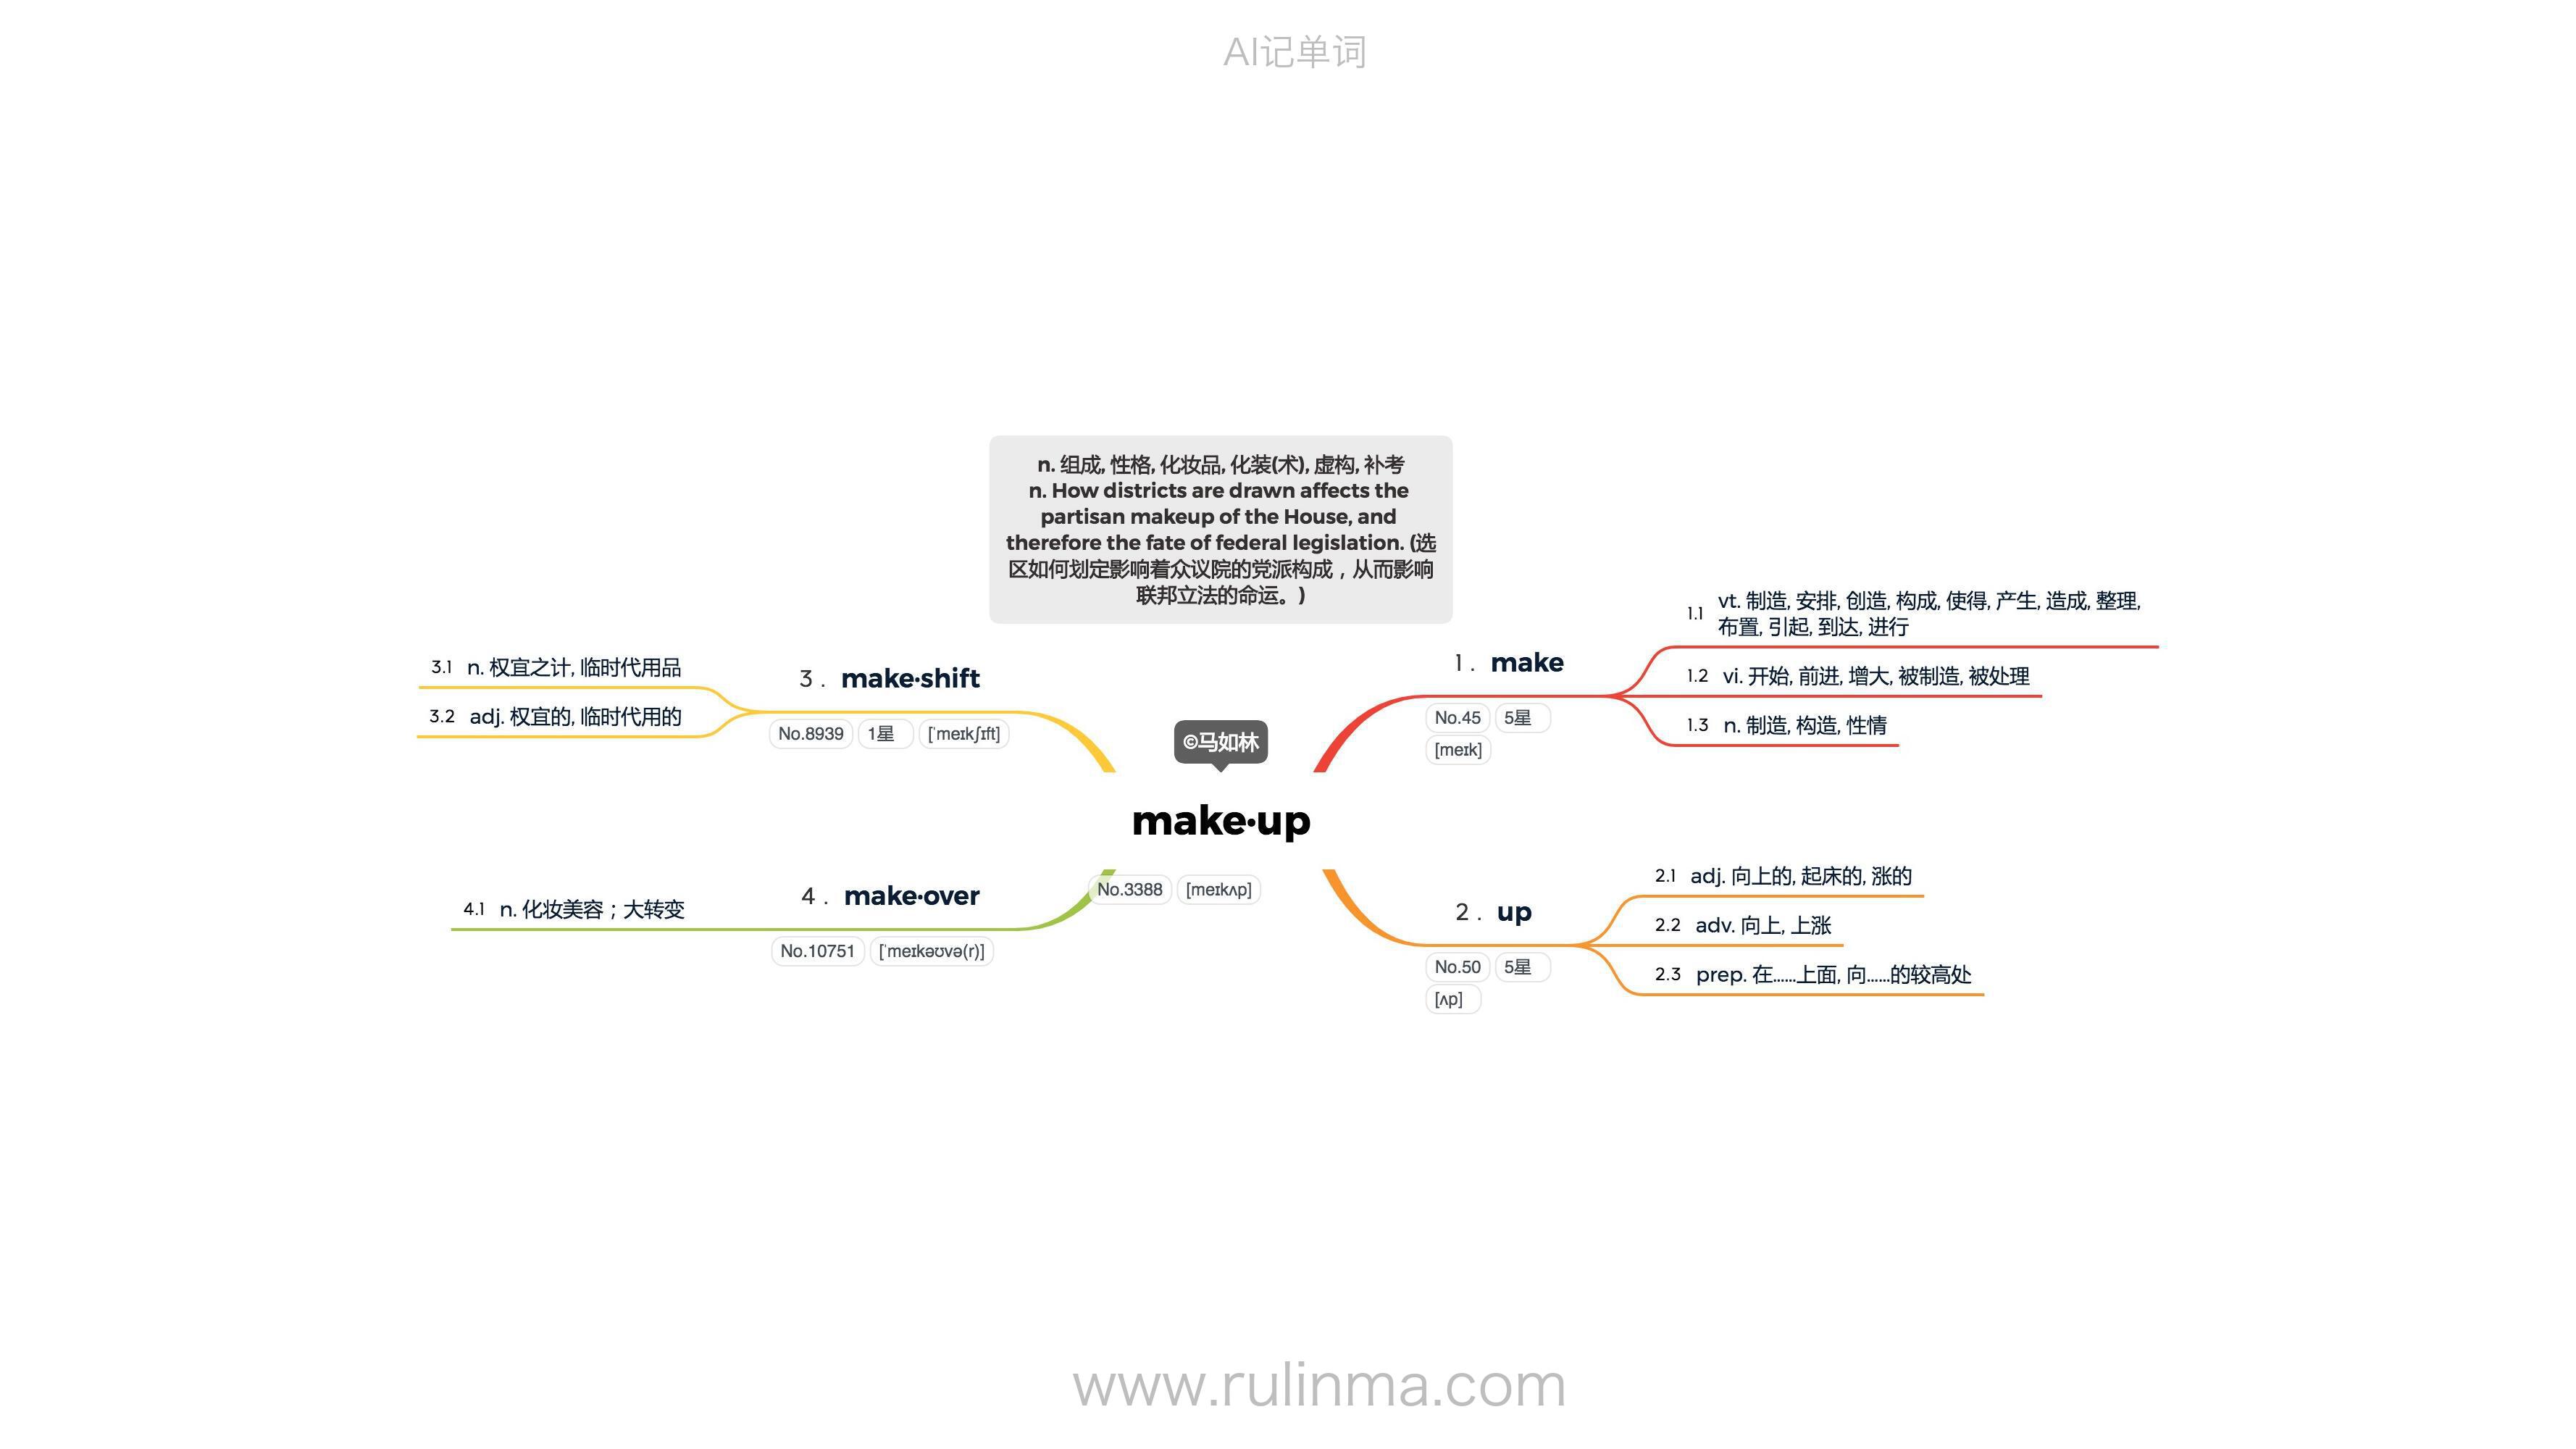 AI记单词
n. 组成, 性格, 化妆品, 化装(术), 虚构, 补考
n. How districts are drawn affects the
partisan makeup of the House, and
therefore the fate of federal legislation. (选
区如何划定影响着众议院的党派构成，从而影响
联邦立法的命运。)
©马如林
make·up
No.3388 [meɪkʌp]
1. make
No.45 5星
[meɪk]
1.1 vt. 制造, 安排, 创造, 构成, 使得, 产生, 造成, 整理,
布置, 引起, 到达, 进行
1.2 vi. 开始, 前进, 增大, 被制造, 被处理
1.3 n. 制造, 构造, 性情
2. up
No.50 5星
[ʌp]
2.1 adj. 向上的, 起床的, 涨的
2.2 adv. 向上, 上涨
2.3 prep. 在......上面, 向......的较高处
3. make·shift
No.8939 1星 [ˈmeɪkʃɪft]
3.1 n. 权宜之计, 临时代用品
3.2 adj. 权宜的, 临时代用的
4. make·over
No.10751 [ˈmeɪkəʊvə(r)]
4.1 n. 化妆美容；大转变
www.rulinma.com